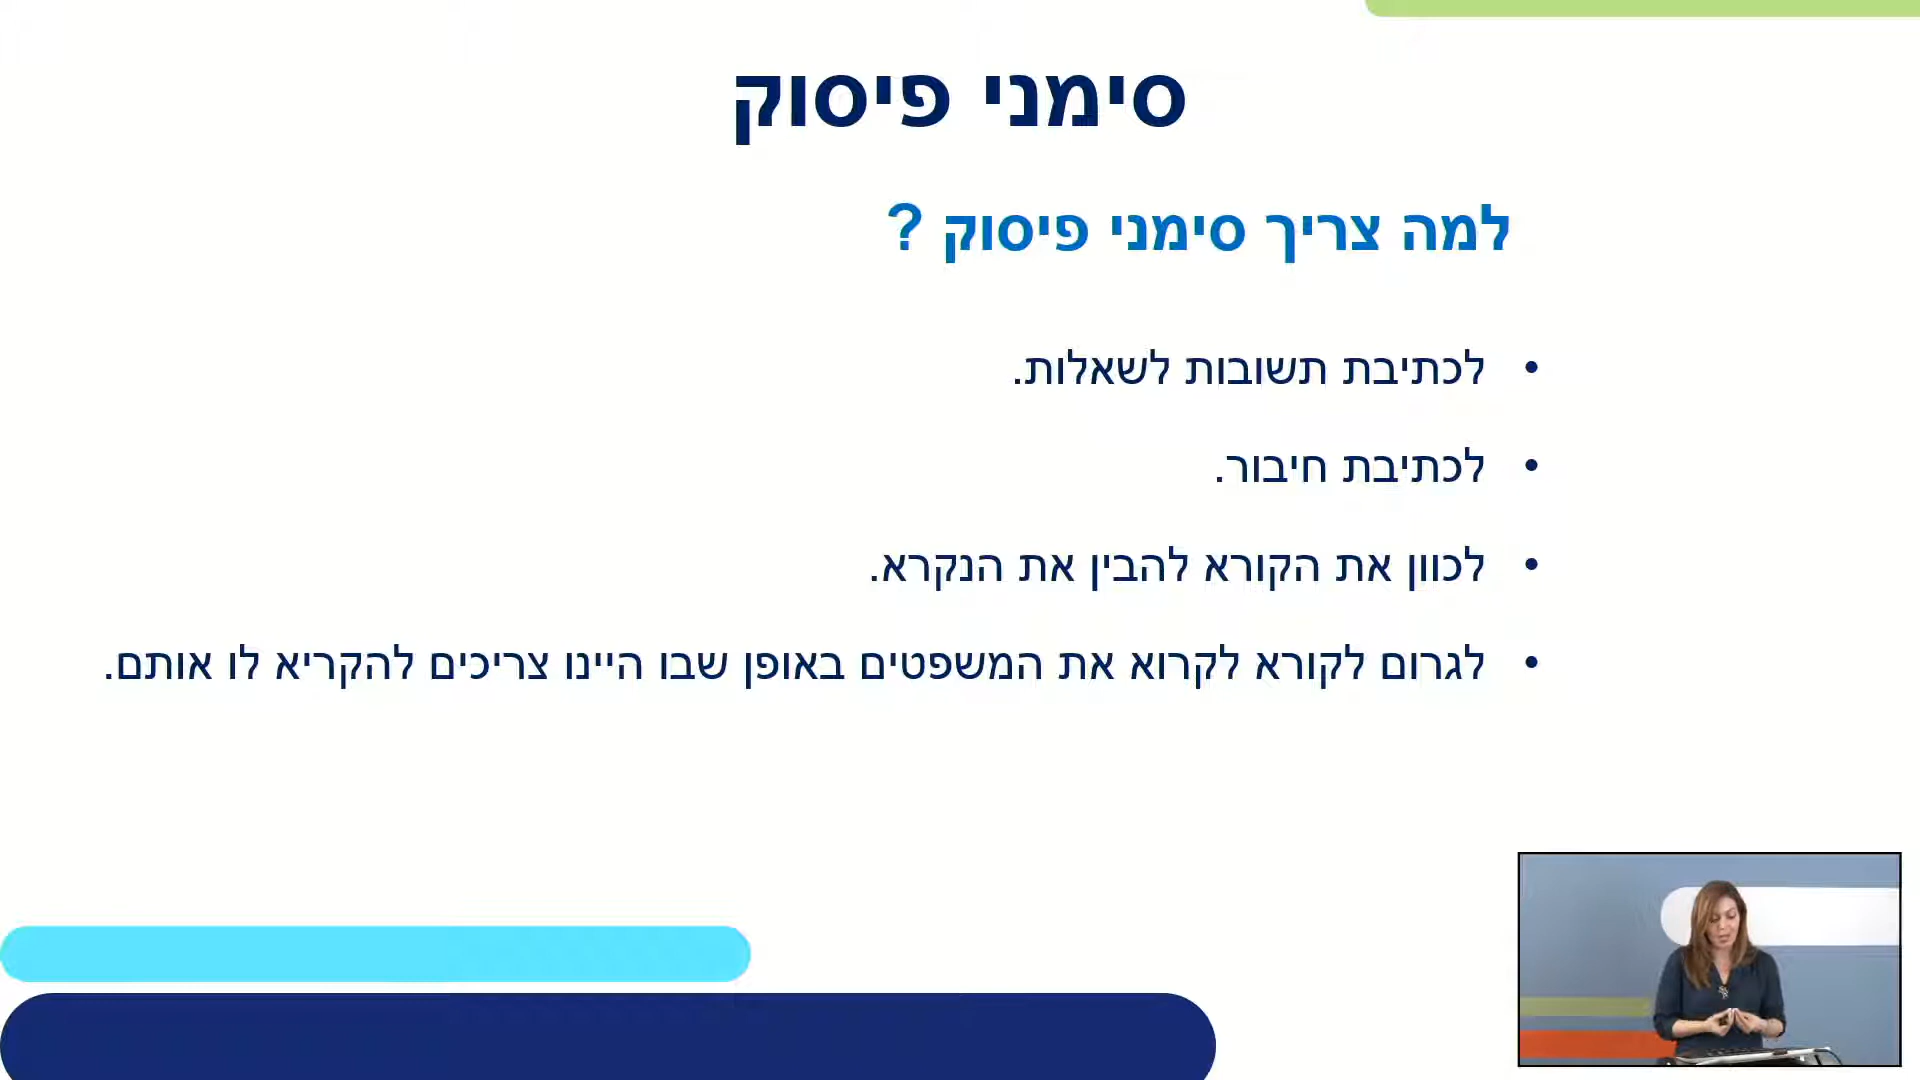 סימני פיסוק
למה צריך סימני פיסוק ?
• לכתיבת תשובות לשאלות.
• לכתיבת חיבור.
• לכוון את הקורא להבין את הנקרא.
• לגרום לקורא לקרוא את המשפטים באופן שבו היינו צריכים להקריא לו אותם.